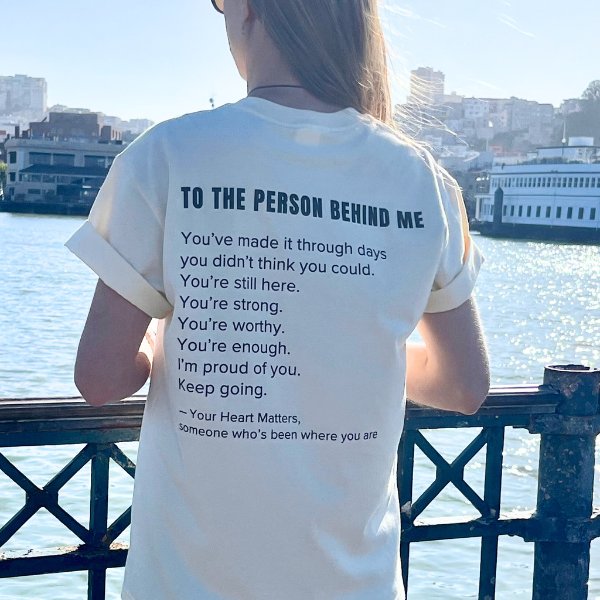 TO THE PERSON BEHIND ME
You've made it through days
you didn't think you could.
You're still here.
You're strong.
You're worthy.
You're enough.
I'm proud of you.
Keep going.
— Your Heart Matters,
someone who's been where you are